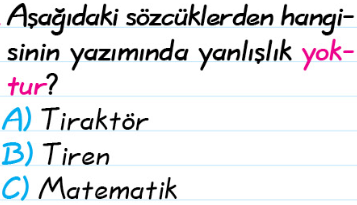 Aşağıdaki sözcüklerden hangi-
sinin yazımında yanlışlık yok-
tur?
A) Tiraktör
B) Tiren
C) Matematik